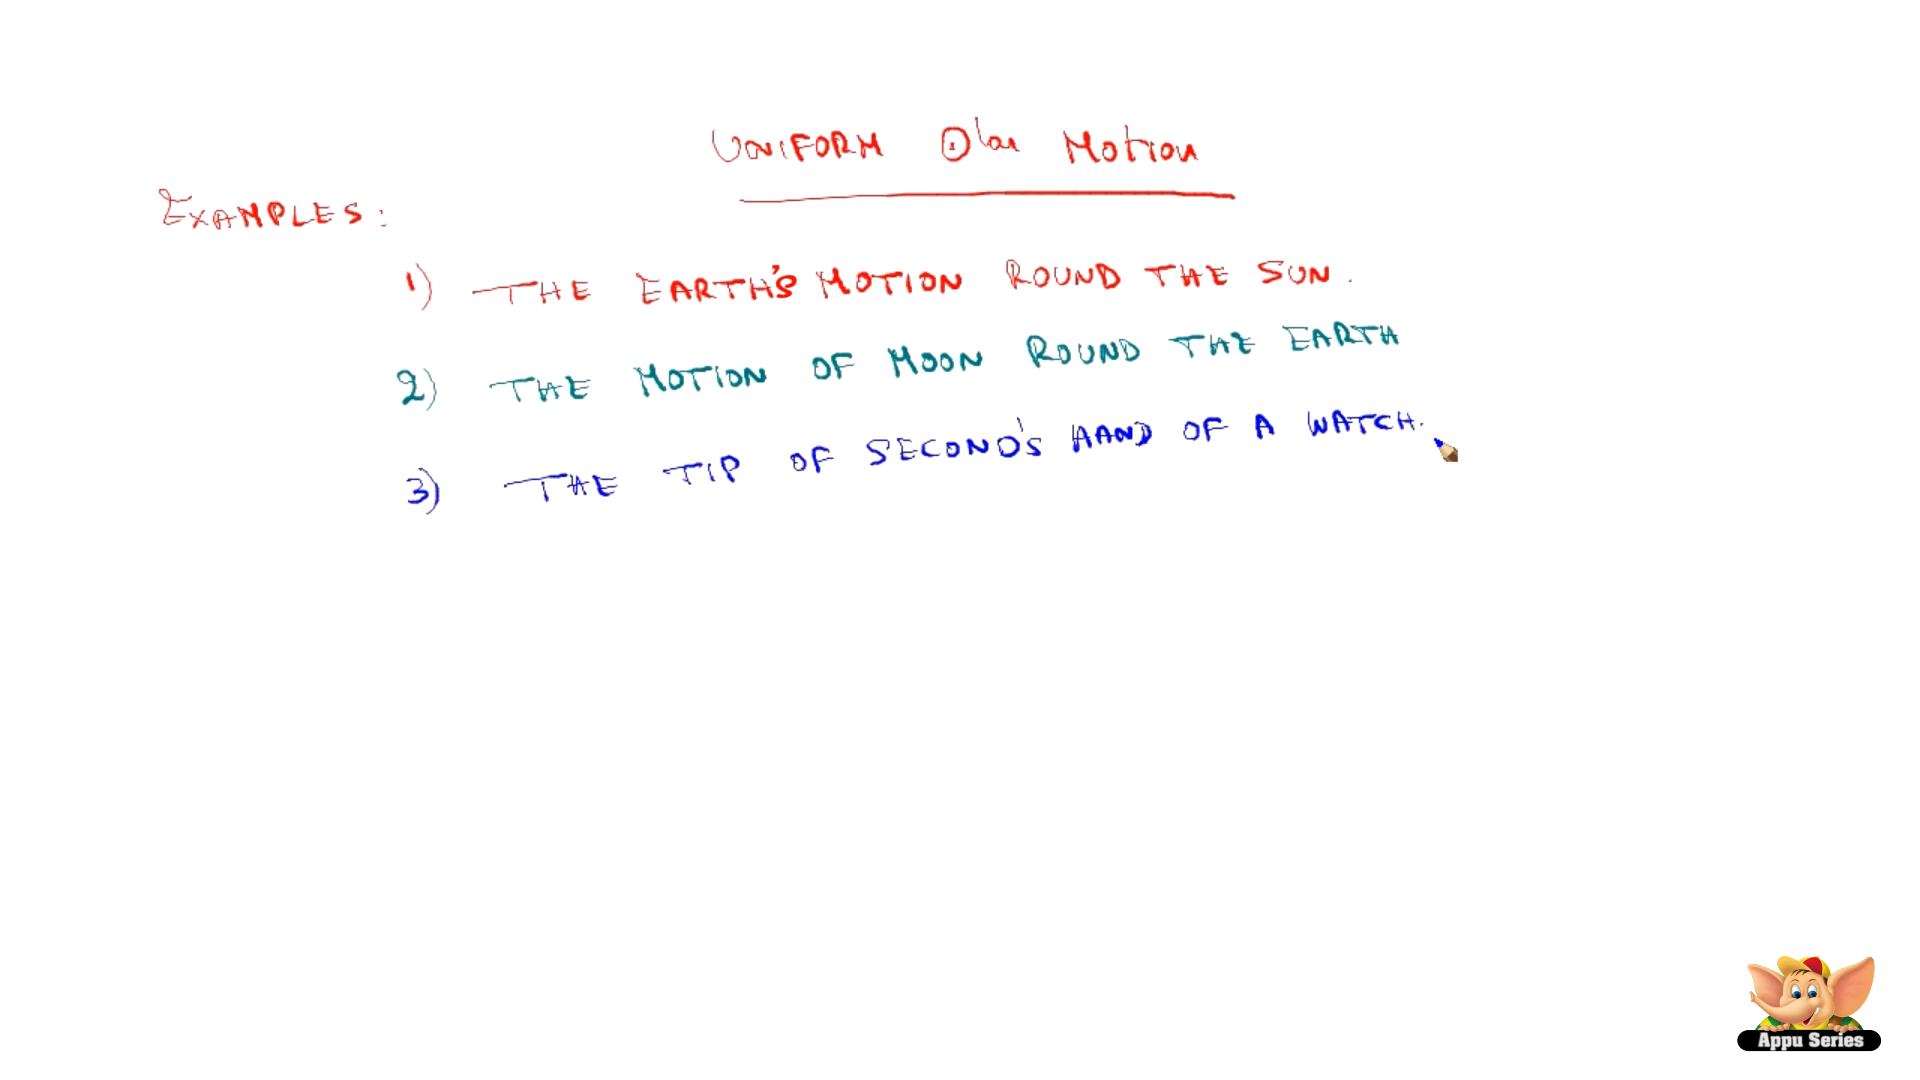 UNIFORM ⊙lar MOTION
EXAMPLES:
1) THE EARTH'S MOTION ROUND THE SUN.
2) THE MOTION OF MOON ROUND THE EARTH
3) THE TIP OF SECOND'S HAND OF A WATCH.
Appu Series